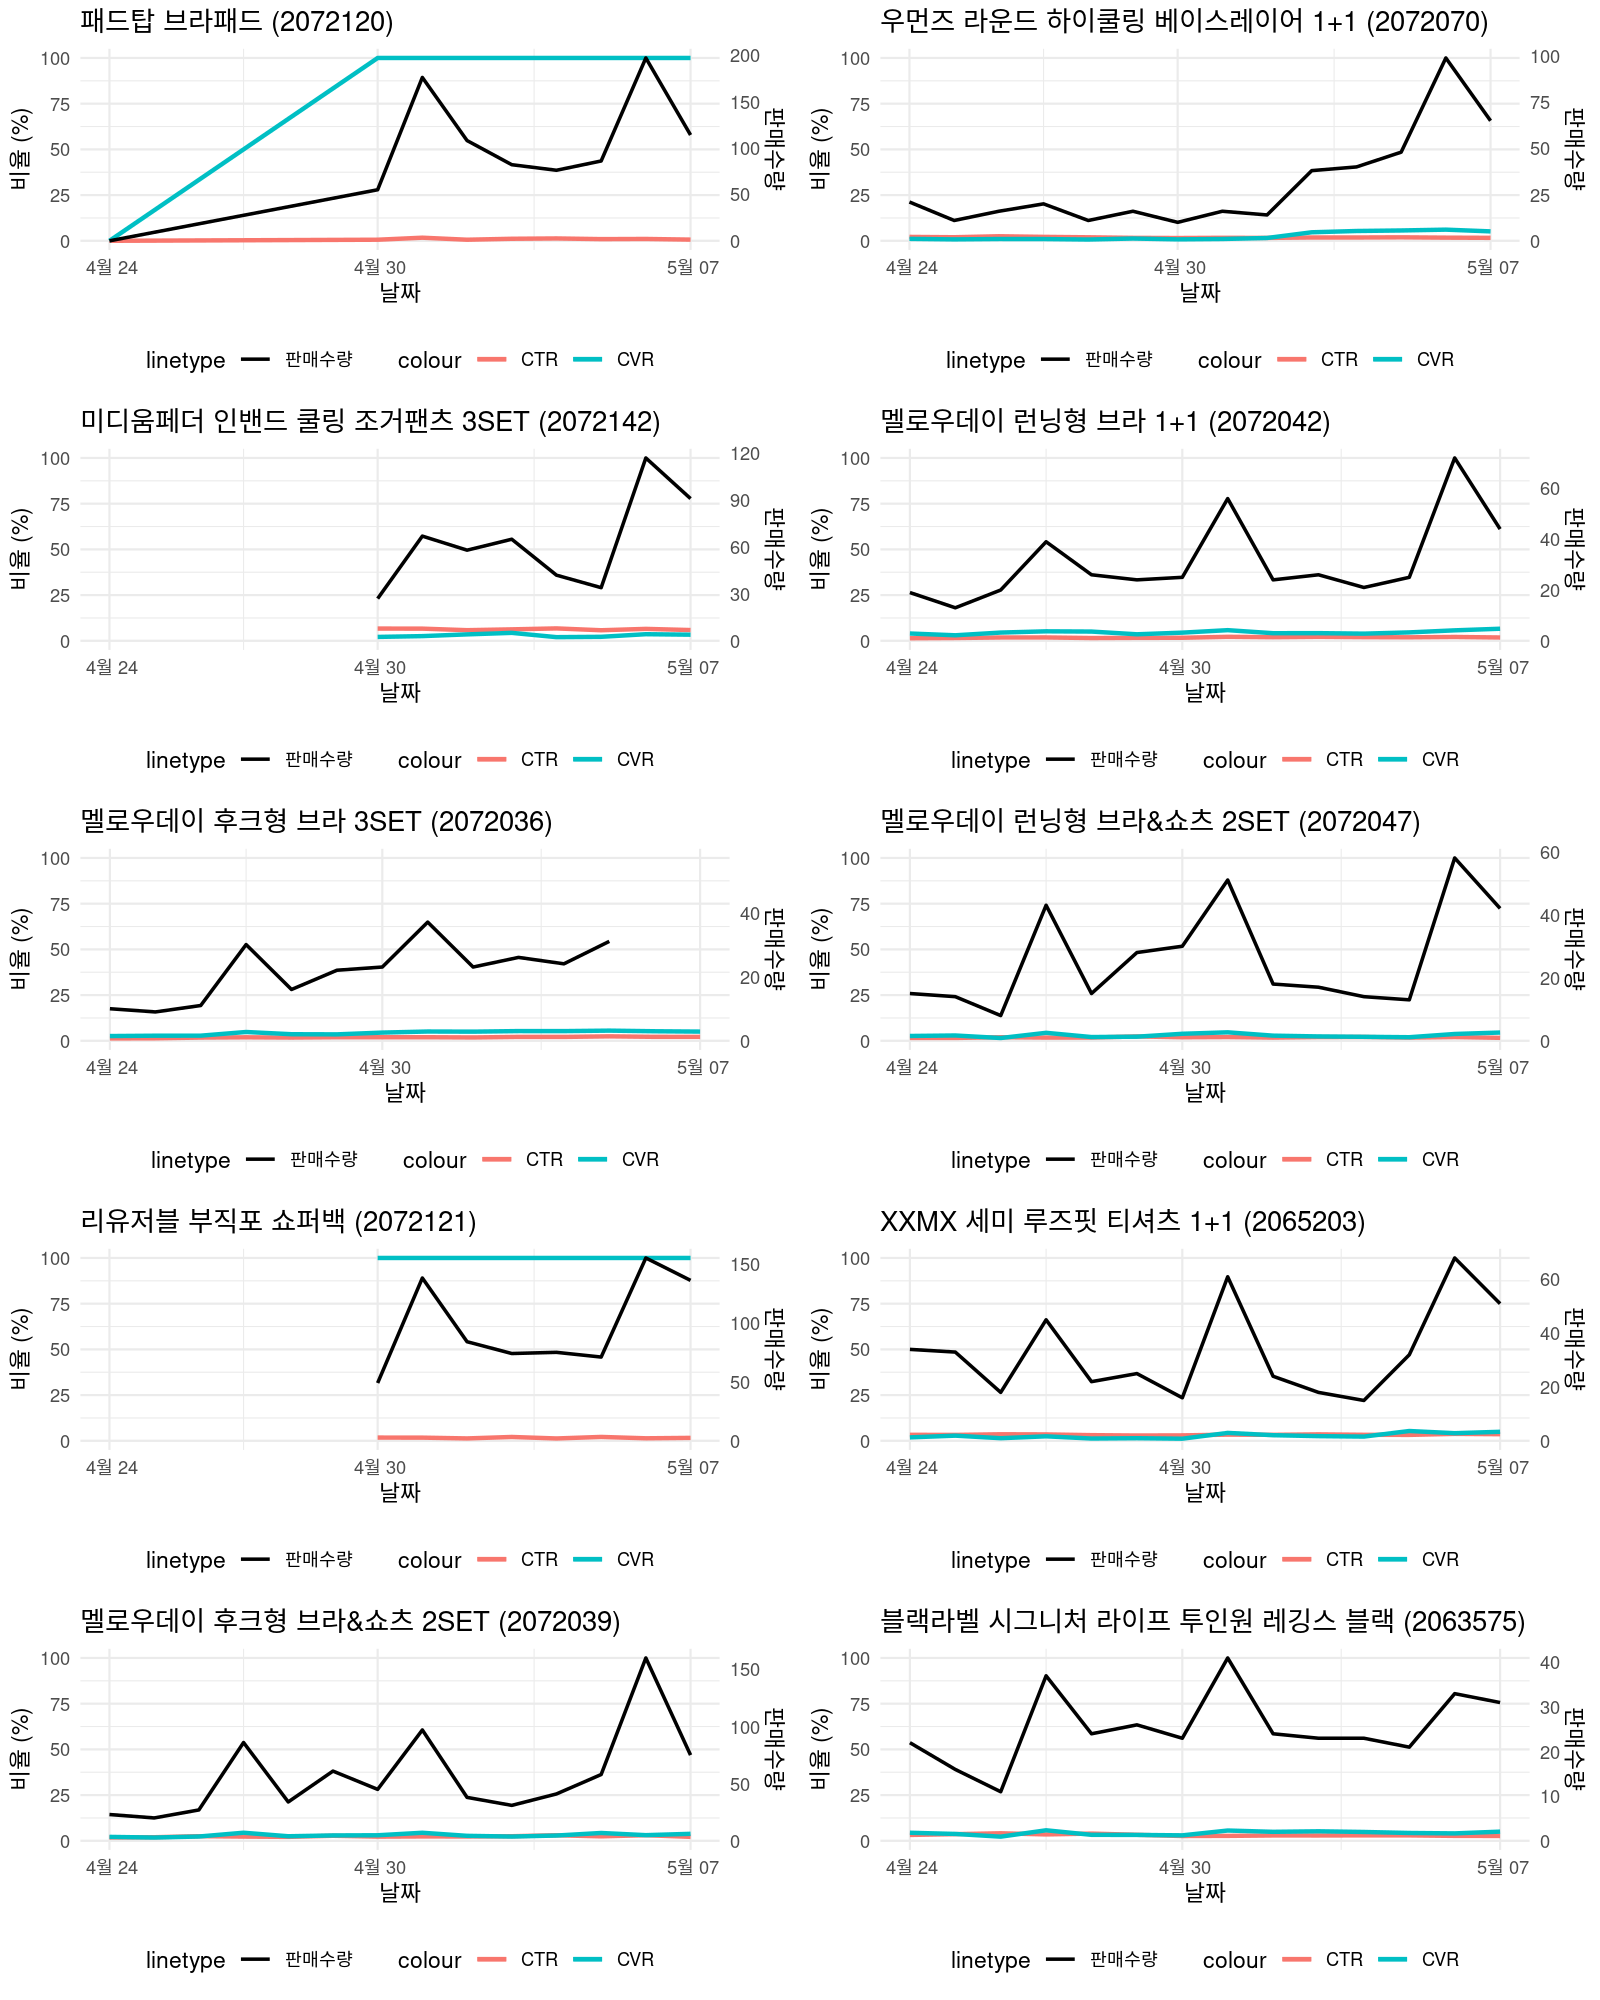 패드탑 브라패드 (2072120)
비율 (%)
100
75
50
25
0
200
150
100
50
0
판매수량
4월 24
4월 30
5월 07
날짜
linetype 판매수량 colour CTR CVR
우먼즈 라운드 하이쿨링 베이스레이어 1+1 (2072070)
비율 (%)
100
75
50
25
0
100
75
50
25
0
판매수량
4월 24
4월 30
5월 07
날짜
linetype 판매수량 colour CTR CVR
미디움페더 인밴드 쿨링 조거팬츠 3SET (2072142)
비율 (%)
100
75
50
25
0
120
90
60
30
0
판매수량
4월 24
4월 30
5월 07
날짜
linetype 판매수량 colour CTR CVR
멜로우데이 런닝형 브라 1+1 (2072042)
비율 (%)
100
75
50
25
0
60
40
20
0
판매수량
4월 24
4월 30
5월 07
날짜
linetype 판매수량 colour CTR CVR
멜로우데이 후크형 브라 3SET (2072036)
비율 (%)
100
75
50
25
0
40
20
0
판매수량
4월 24
4월 30
5월 07
날짜
linetype 판매수량 colour CTR CVR
멜로우데이 런닝형 브라&쇼츠 2SET (2072047)
비율 (%)
100
75
50
25
0
60
40
20
0
판매수량
4월 24
4월 30
5월 07
날짜
linetype 판매수량 colour CTR CVR
리유저블 부직포 쇼퍼백 (2072121)
비율 (%)
100
75
50
25
0
150
100
50
0
판매수량
4월 24
4월 30
5월 07
날짜
linetype 판매수량 colour CTR CVR
XXMX 세미 루즈핏 티셔츠 1+1 (2065203)
비율 (%)
100
75
50
25
0
60
40
20
0
판매수량
4월 24
4월 30
5월 07
날짜
linetype 판매수량 colour CTR CVR
멜로우데이 후크형 브라&쇼츠 2SET (2072039)
비율 (%)
100
75
50
25
0
150
100
50
0
판매수량
4월 24
4월 30
5월 07
날짜
linetype 판매수량 colour CTR CVR
블랙라벨 시그니처 라이프 투인원 레깅스 블랙 (2063575)
비율 (%)
100
75
50
25
0
40
30
20
10
0
판매수량
4월 24
4월 30
5월 07
날짜
linetype 판매수량 colour CTR CVR